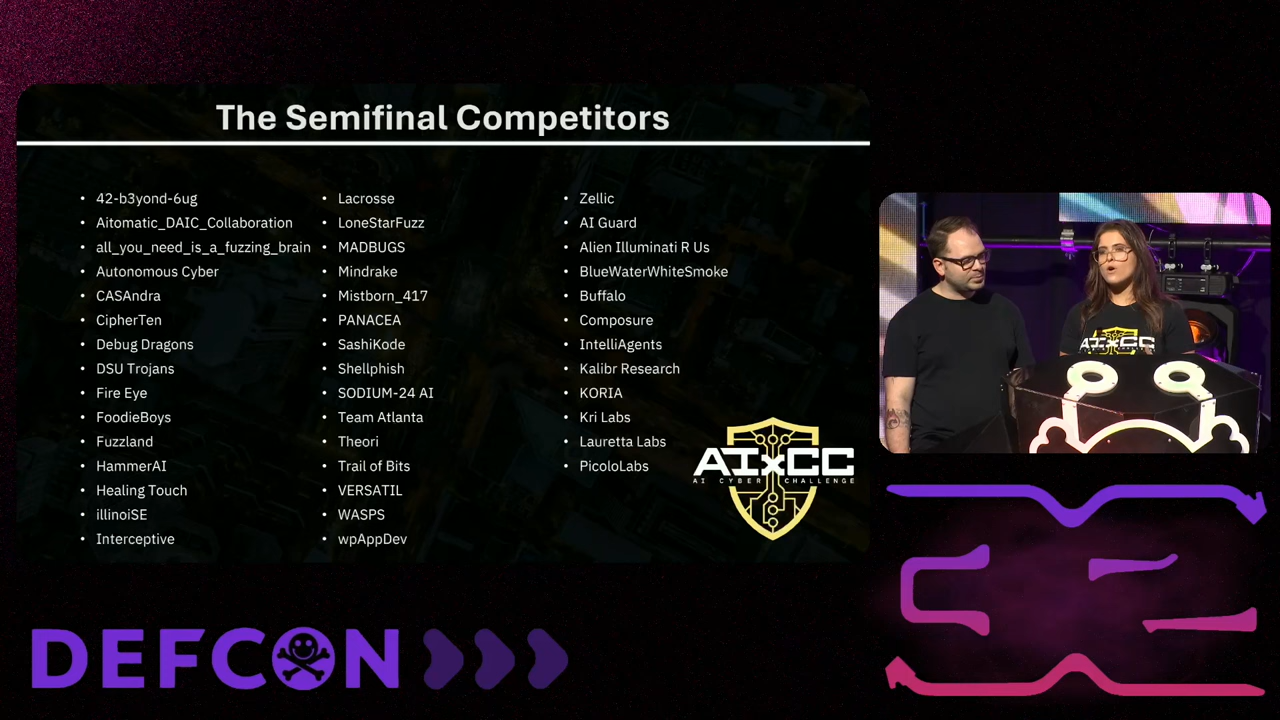 The Semifinal Competitors
• 42-b3yond-6ug
• Aitomatic_DAIC_Collaboration
• all_you_need_is_a_fuzzing_brain
• Autonomous Cyber
• CASAndra
• CipherTen
• Debug Dragons
• DSU Trojans
• Fire Eye
• FoodieBoys
• Fuzzland
• HammerAI
• Healing Touch
• illinoiSE
• Interceptive
• Lacrosse
• LoneStarFuzz
• MADBUGS
• Mindrake
• Mistborn_417
• PANACEA
• SashiKode
• Shellphish
• SODIUM-24 AI
• Team Atlanta
• Theori
• Trail of Bits
• VERSATIL
• WASPS
• wpAppDev
• Zellic
• AI Guard
• Alien Illuminati R Us
• BlueWaterWhiteSmoke
• Buffalo
• Composure
• IntelliAgents
• Kalibr Research
• KORIA
• Kri Labs
• Lauretta Labs
• PicoloLabs
AIxCC
AI CYBER CHALLENGE
AIxCC
DEFCON